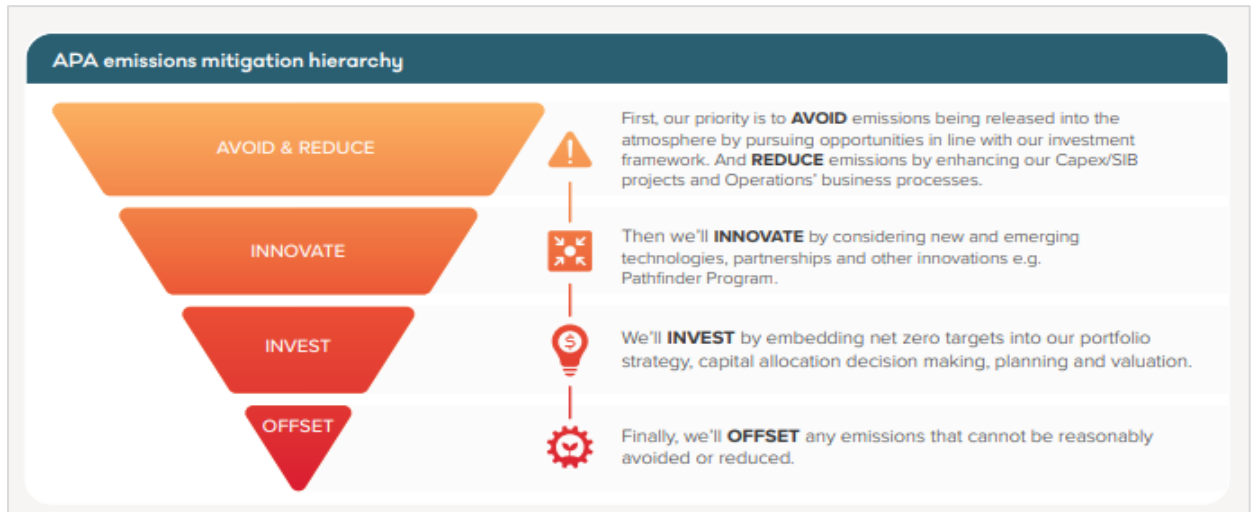 APA emissions mitigation hierarchy
AVOID & REDUCE
First, our priority is to AVOID emissions being released into the
atmosphere by pursuing opportunities in line with our investment
framework. And REDUCE emissions by enhancing our Capex/SIB
projects and Operations' business processes.
INNOVATE
Then we'll INNOVATE by considering new and emerging
technologies, partnerships and other innovations e.g.
Pathfinder Program.
INVEST
$
We'll INVEST by embedding net zero targets into our portfolio
strategy, capital allocation decision making, planning and valuation.
OFFSET
Finally, we'll OFFSET any emissions that cannot be reasonably
avoided or reduced.